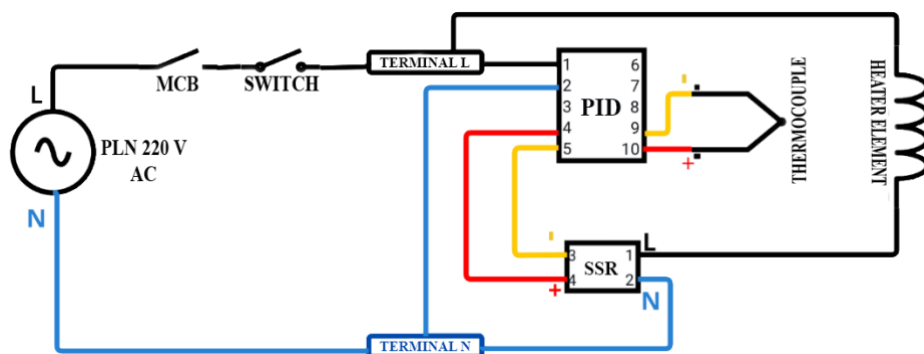 L
MCB
SWITCH
TERMINAL L
PLN 220 V
AC
N
1
2
3
4
5
PID
6
7
8
9
10
-
+
THERMOCOUPLE
HEATER ELEMENT
-
+
3
4
SSR
1
2
L
N
TERMINAL N